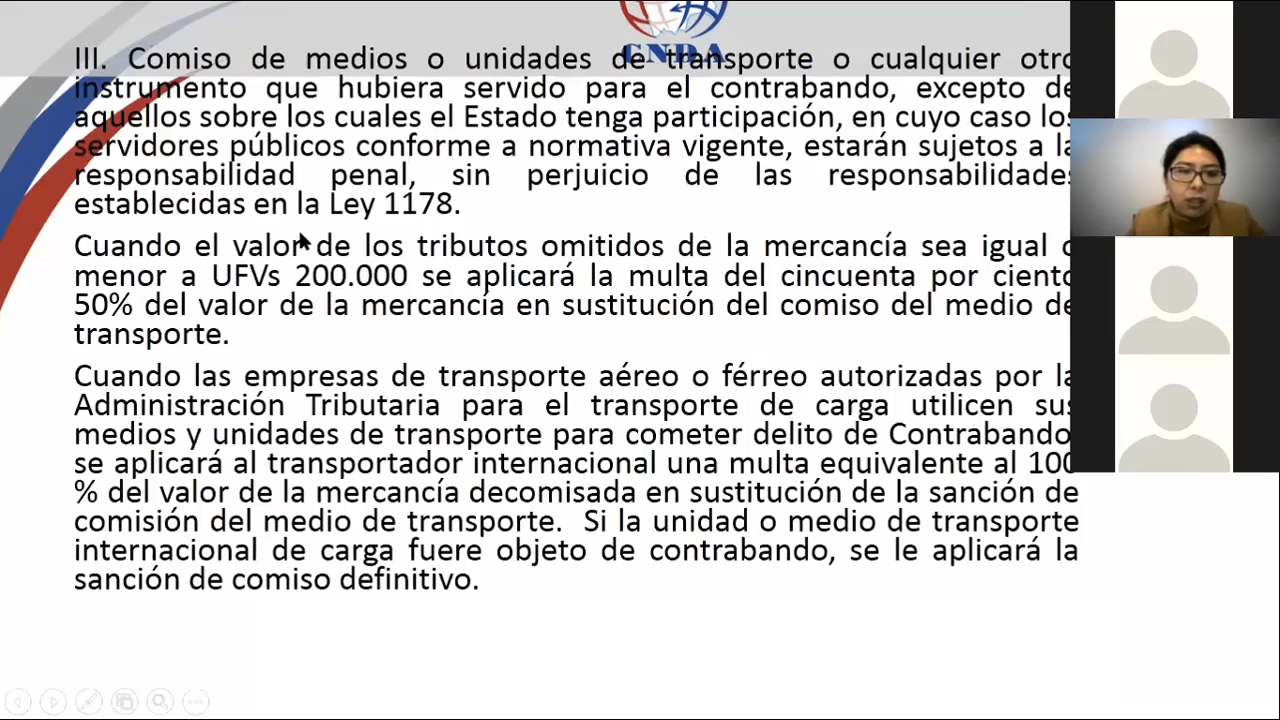 CNDA
III. Comiso de medios o unidades de transporte o cualquier otro
instrumento que hubiera servido para el contrabando, excepto de
aquellos sobre los cuales el Estado tenga participación, en cuyo caso los
servidores públicos conforme a normativa vigente, estarán sujetos a la
responsabilidad penal, sin perjuicio de las responsabilidades
establecidas en la Ley 1178.
Cuando el valor de los tributos omitidos de la mercancía sea igual o
menor a UFVs 200.000 se aplicará la multa del cincuenta por ciento
50% del valor de la mercancía en sustitución del comiso del medio de
transporte.
Cuando las empresas de transporte aéreo o férreo autorizadas por la
Administración Tributaria para el transporte de carga utilicen sus
medios y unidades de transporte para cometer delito de Contrabando,
se aplicará al transportador internacional una multa equivalente al 100
% del valor de la mercancía decomisada en sustitución de la sanción de
comisión del medio de transporte. Si la unidad o medio de transporte
internacional de carga fuere objeto de contrabando, se le aplicará la
sanción de comiso definitivo.